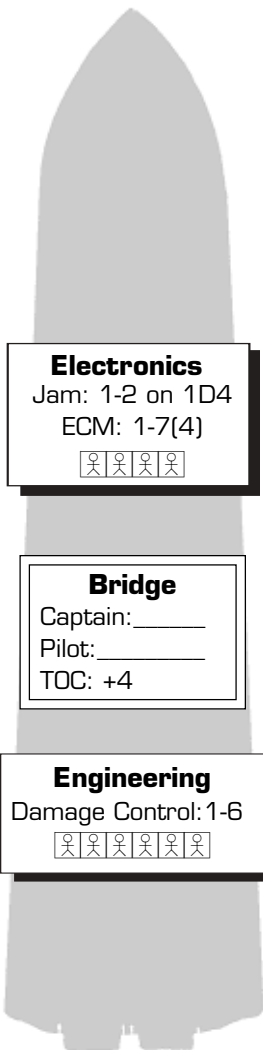 Electronics
Jam: 1-2 on 1D4
ECM: 1-7(4)
Bridge
Captain:______
Pilot:_________
TOC: +4
Engineering
Damage Control:1-6